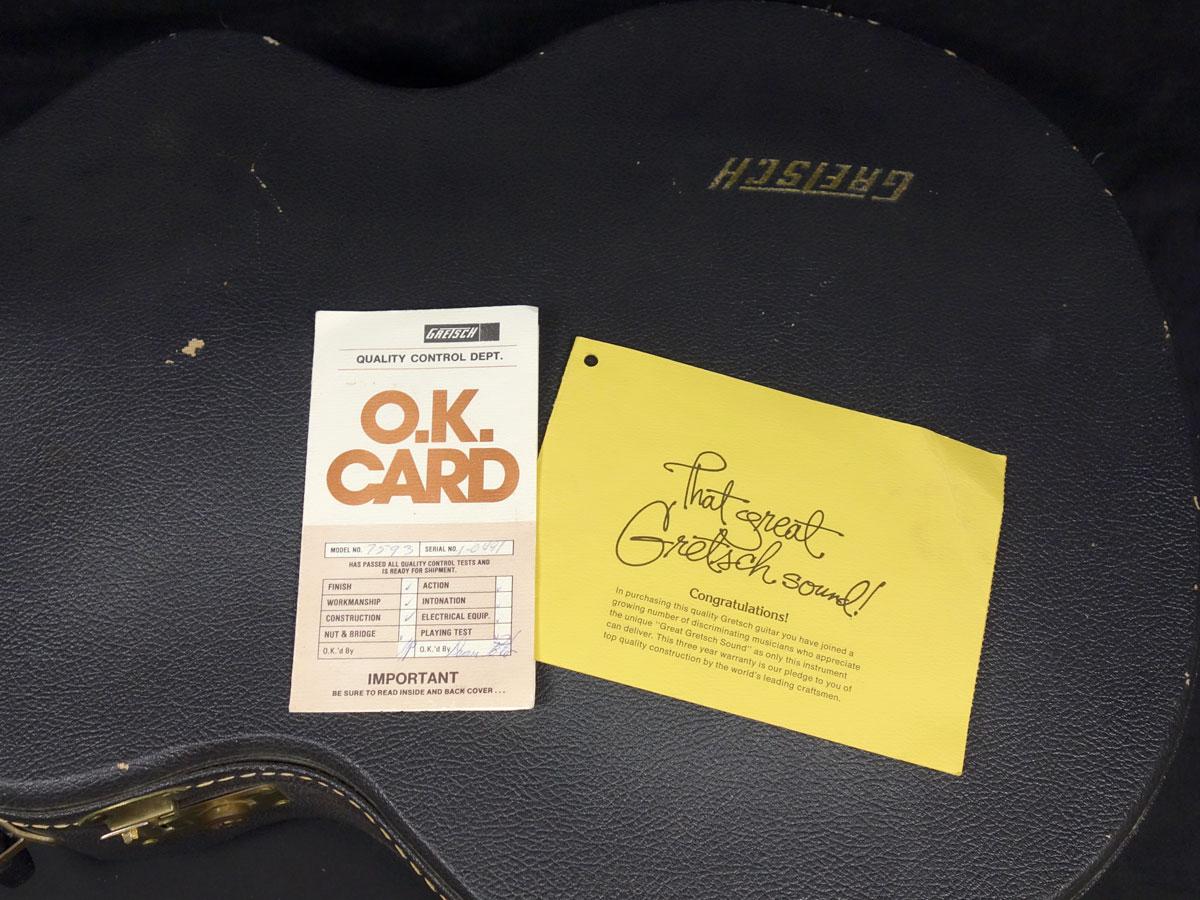 GRETSCH
GRETSCH
QUALITY CONTROL DEPT.
O.K.
CARD
MODEL NO. 7593 SERIAL NO. 1-0491
HAS PASSED ALL QUALITY CONTROL TESTS AND
IS READY FOR SHIPMENT.
FINISH ✓ ACTION ✓
WORKMANSHIP ✓ INTONATION ✓
CONSTRUCTION ✓ ELECTRICAL EQUIP. ✓
NUT & BRIDGE PLAYING TEST
O.K.'d By O.K.'d By
IMPORTANT
BE SURE TO READ INSIDE AND BACK COVER...
That great
Gretsch sound!
Congratulations!
In purchasing this quality Gretsch guitar you have joined a
growing number of discriminating musicians who appreciate
the unique "Great Gretsch Sound" as only this instrument
can deliver. This three year warranty is our pledge to you of
top quality construction by the world's leading craftsmen.